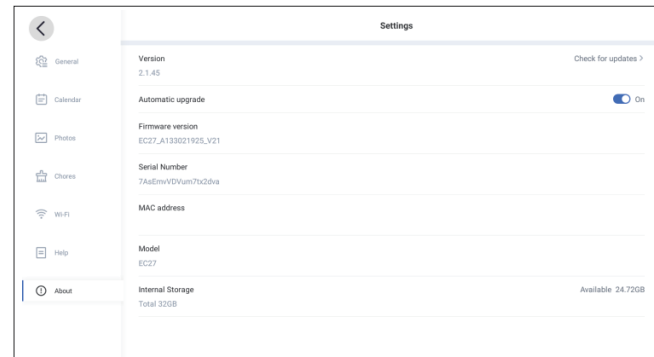 Settings
General
Calendar
Photos
Chores
Wi-Fi
Help
About
Version
Check for updates >
2.1.45
Automatic upgrade
On
Firmware version
EC27_A133021925_V21
Serial Number
7AsEmvVDVum7tx2dva
MAC address
Model
EC27
Internal Storage
Available 24.72GB
Total 32GB